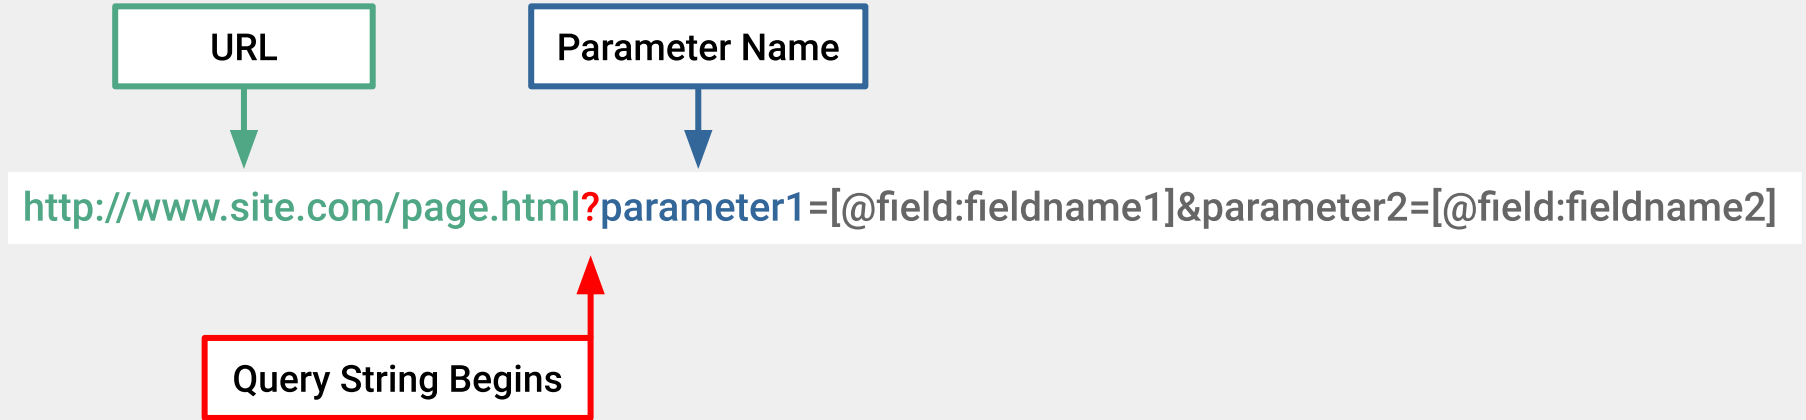 URL
Parameter Name
http://www.site.com/page.html?parameter1=[@field:fieldname1]&parameter2=[@field:fieldname2]
Query String Begins